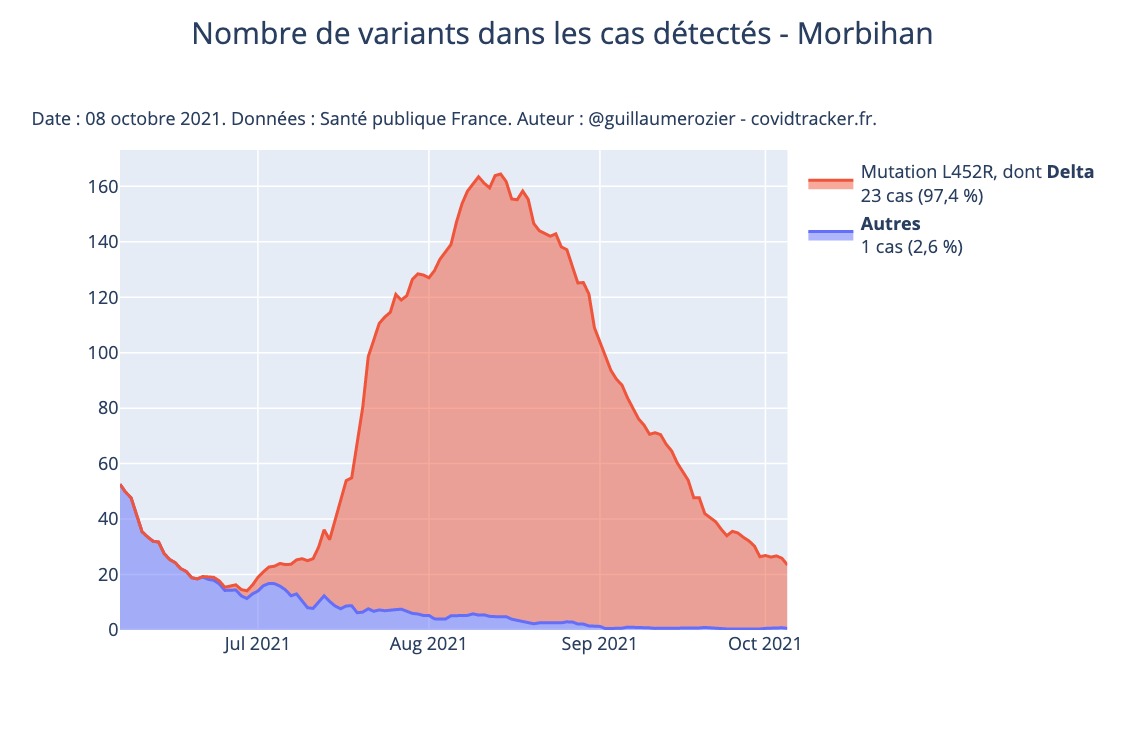 Nombre de variants dans les cas détectés - Morbihan
Date : 08 octobre 2021. Données : Santé publique France. Auteur : @guillaumerozier - covidtracker.fr.
Mutation L452R, dont Delta
23 cas (97,4 %)
Autres
1 cas (2,6 %)
160
140
120
100
80
60
40
20
0
Jul 2021
Aug 2021
Sep 2021
Oct 2021